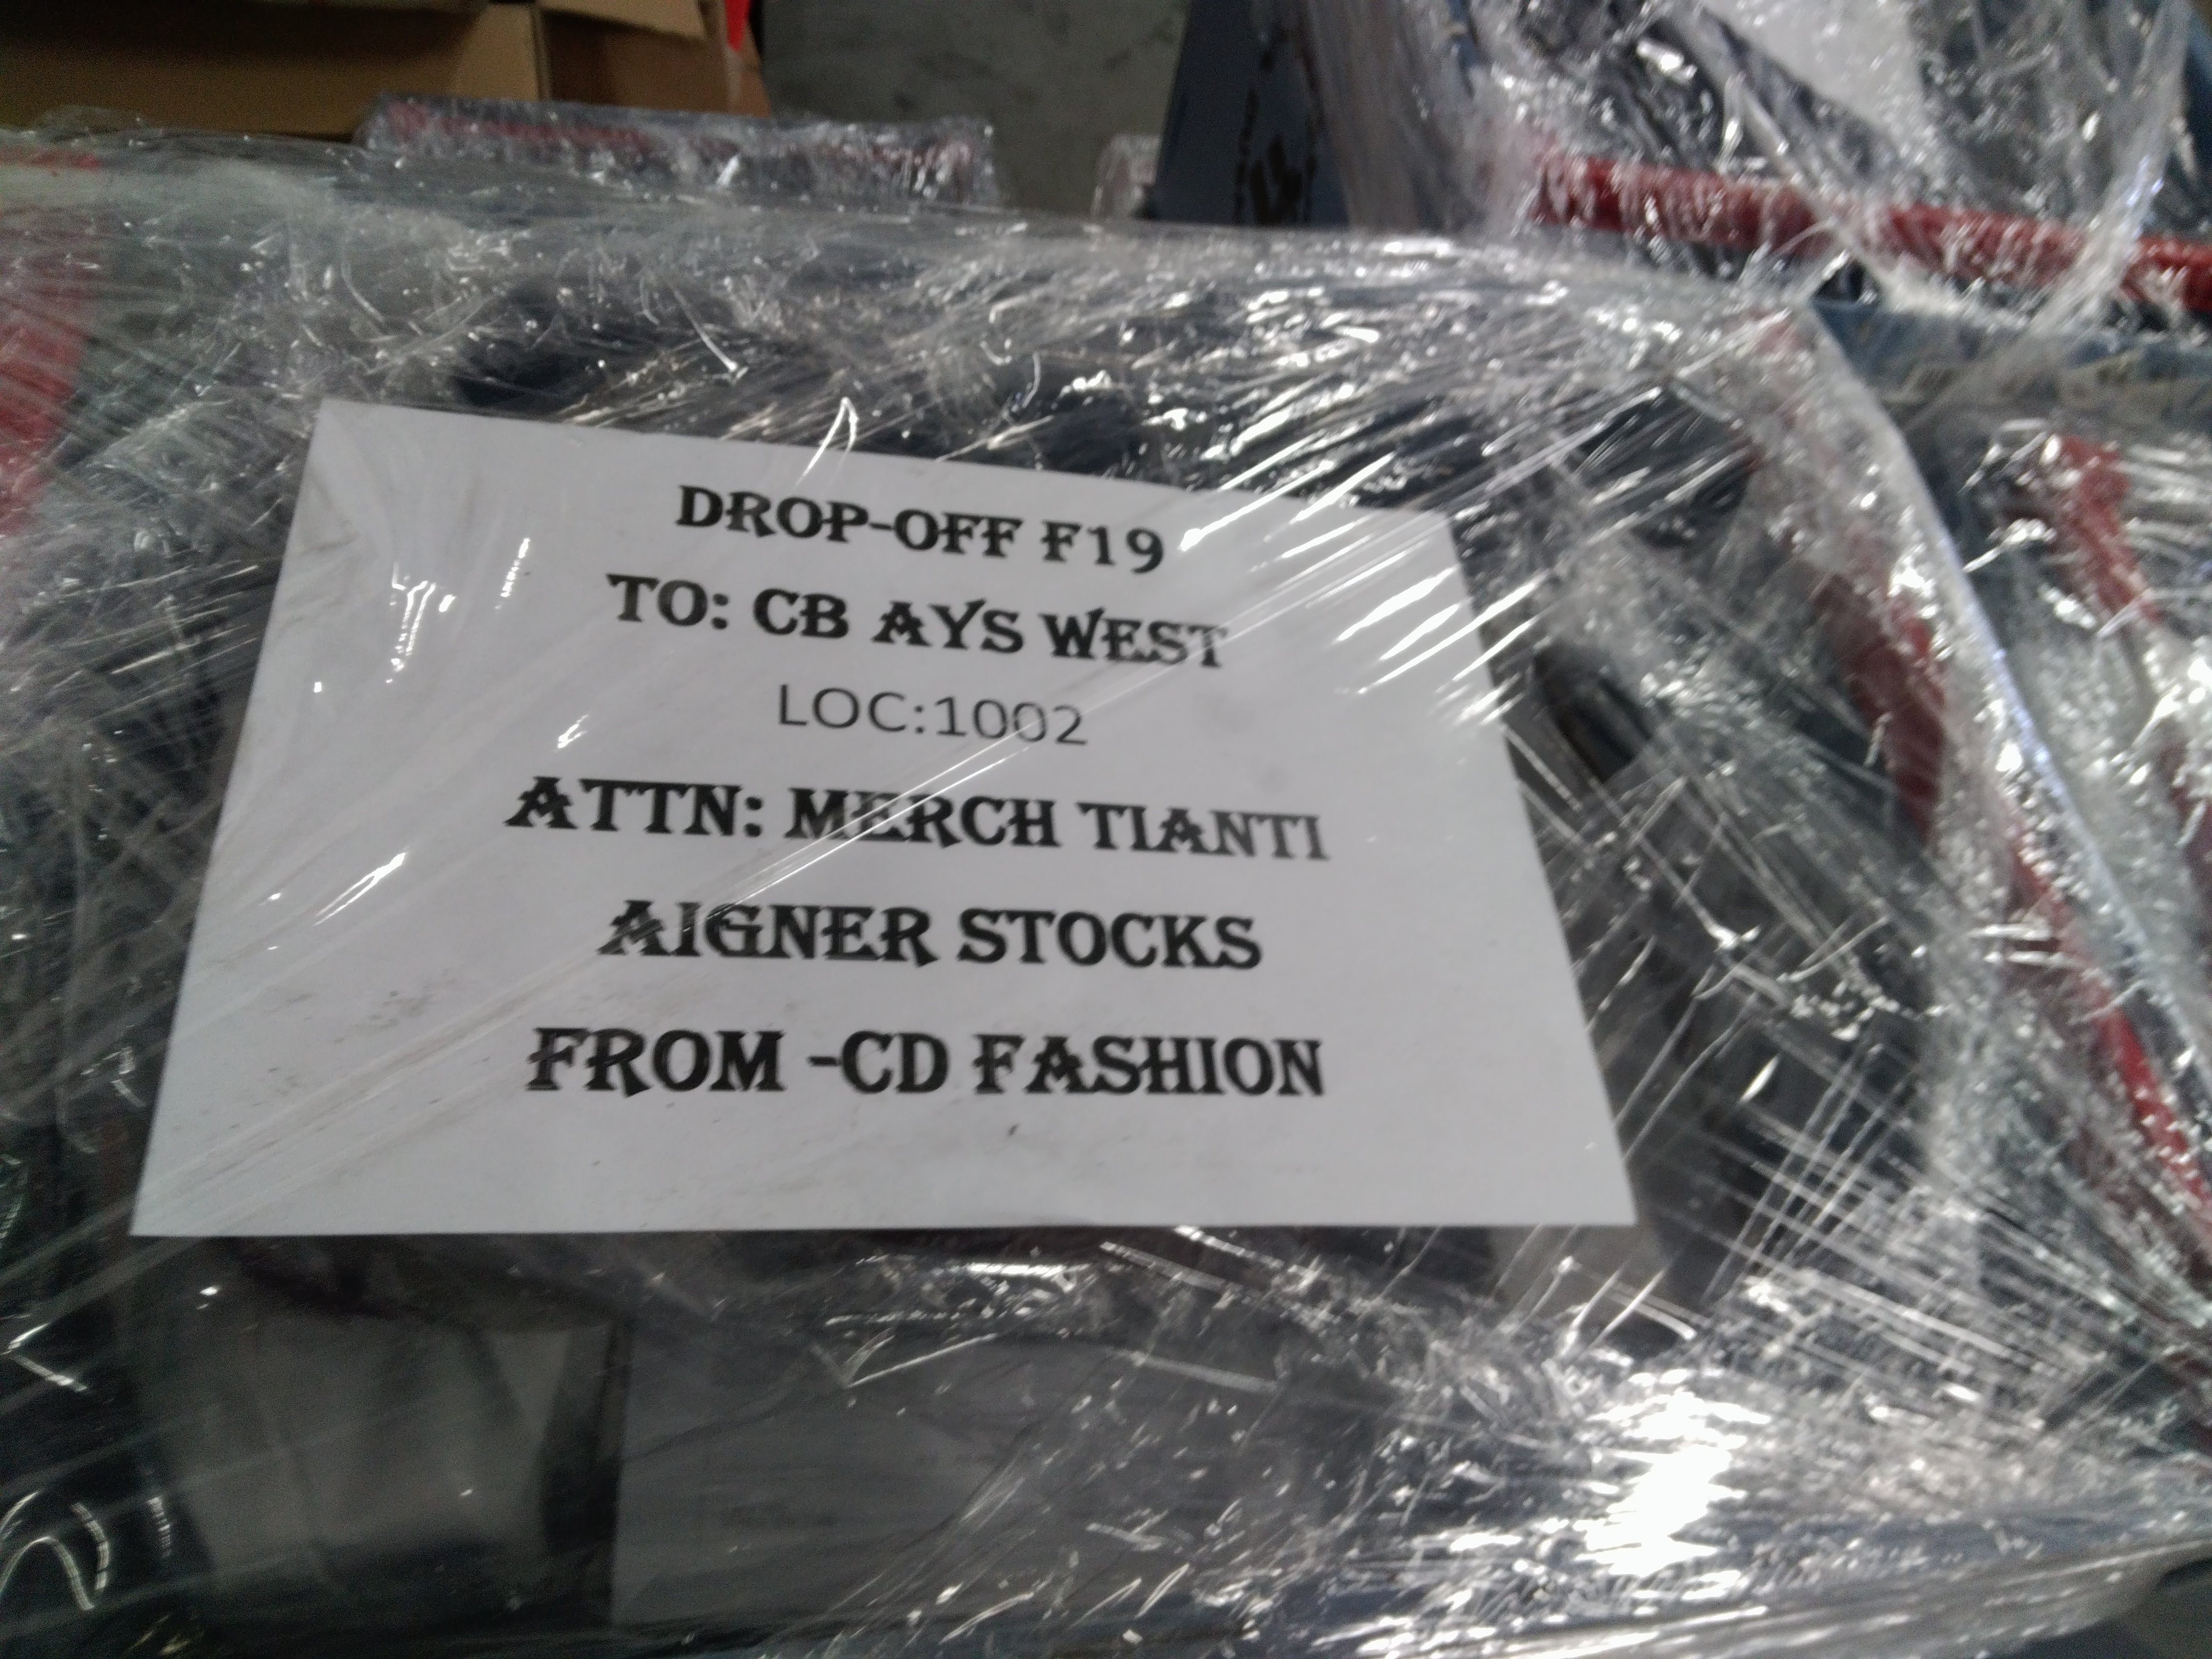 DROP-OFF F19
TO: CB AYS WEST
LOC:1002
ATTN: MERCH TIANTI
AIGNER STOCKS
FROM -CD FASHION